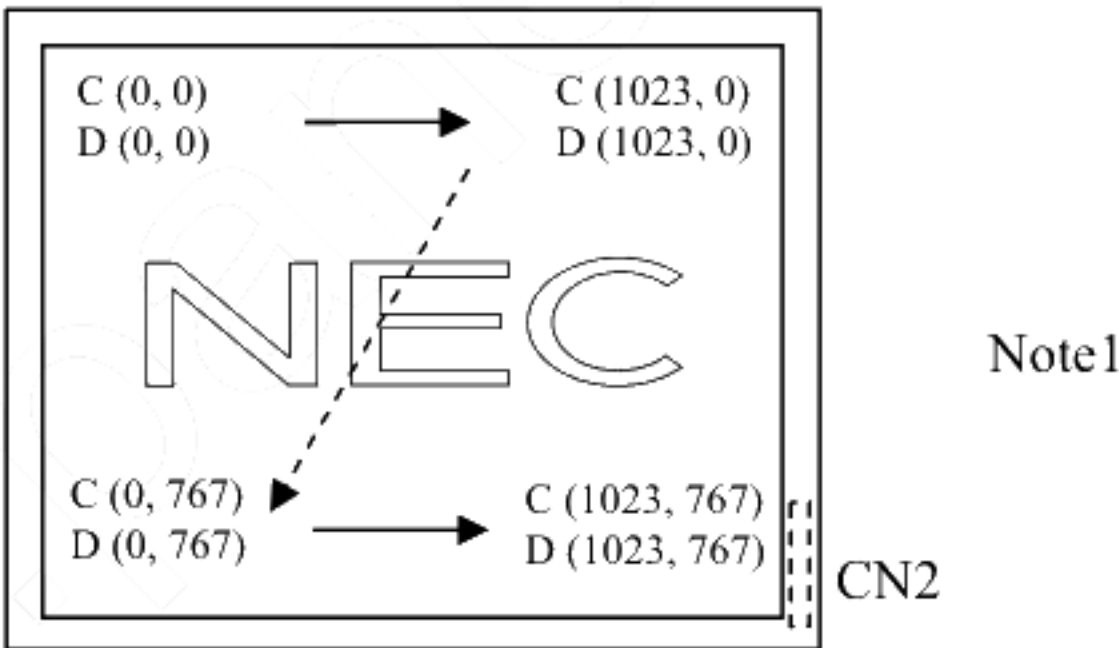 C (0, 0)
D (0, 0)
C (1023, 0)
D (1023, 0)
NEC
Note1
C (0, 767)
D (0, 767)
C (1023, 767)
D (1023, 767)
CN2